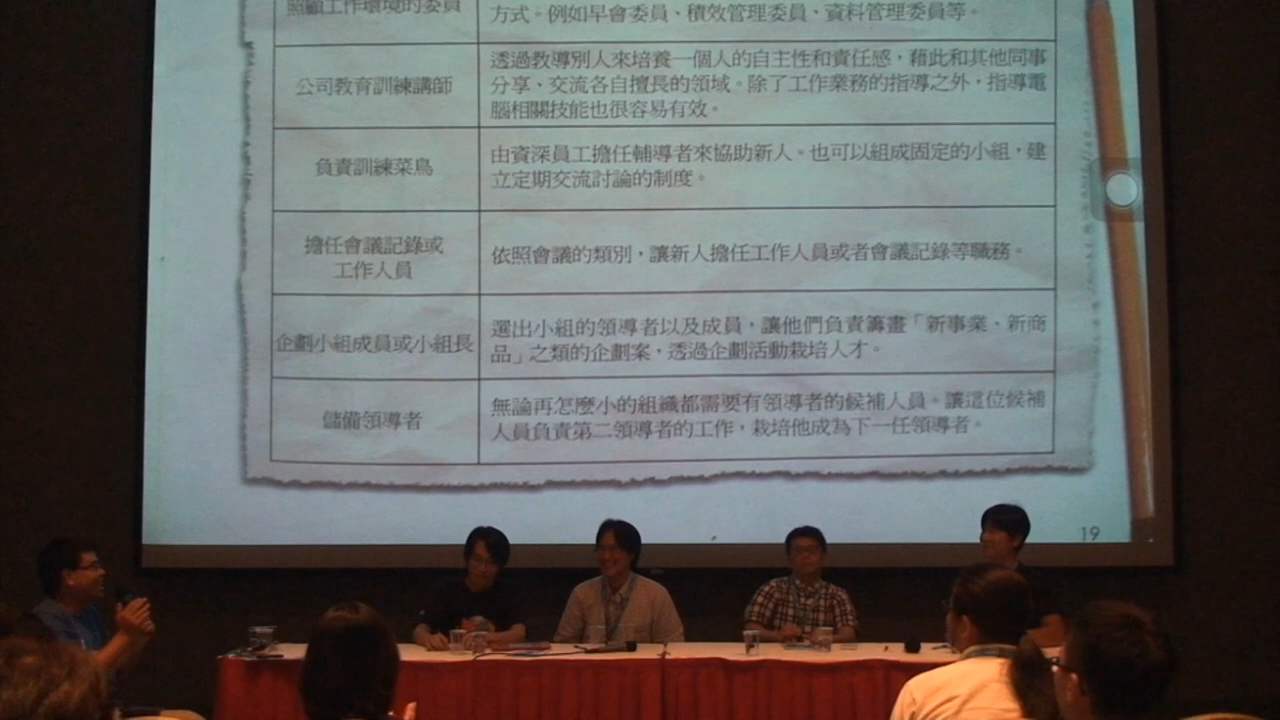 照顧工作環境的委員
方式。例如早會委員、積效管理委員、資料管理委員等。
公司教育訓練講師
透過教導別人來培養一個人的自主性和責任感，藉此和其他同事
分享、交流各自擅長的領域。除了工作業務的指導之外，指導電
腦相關技能也很容易有效。
負責訓練菜鳥
由資深員工擔任輔導者來協助新人。也可以組成固定的小組，建
立定期交流討論的制度。
擔任會議記錄或
工作人員
依照會議的類別，讓新人擔任工作人員或者會議記錄等職務。
企劃小組成員或小組長
選出小組的領導者以及成員，讓他們負責籌畫「新事業、新商
品」之類的企劃案，透過企劃活動栽培人才。
儲備領導者
無論再怎麼小的組織都需要有領導者的候補人員。讓這位候補
人員負責第二領導者的工作，栽培他成為下一任領導者。
19